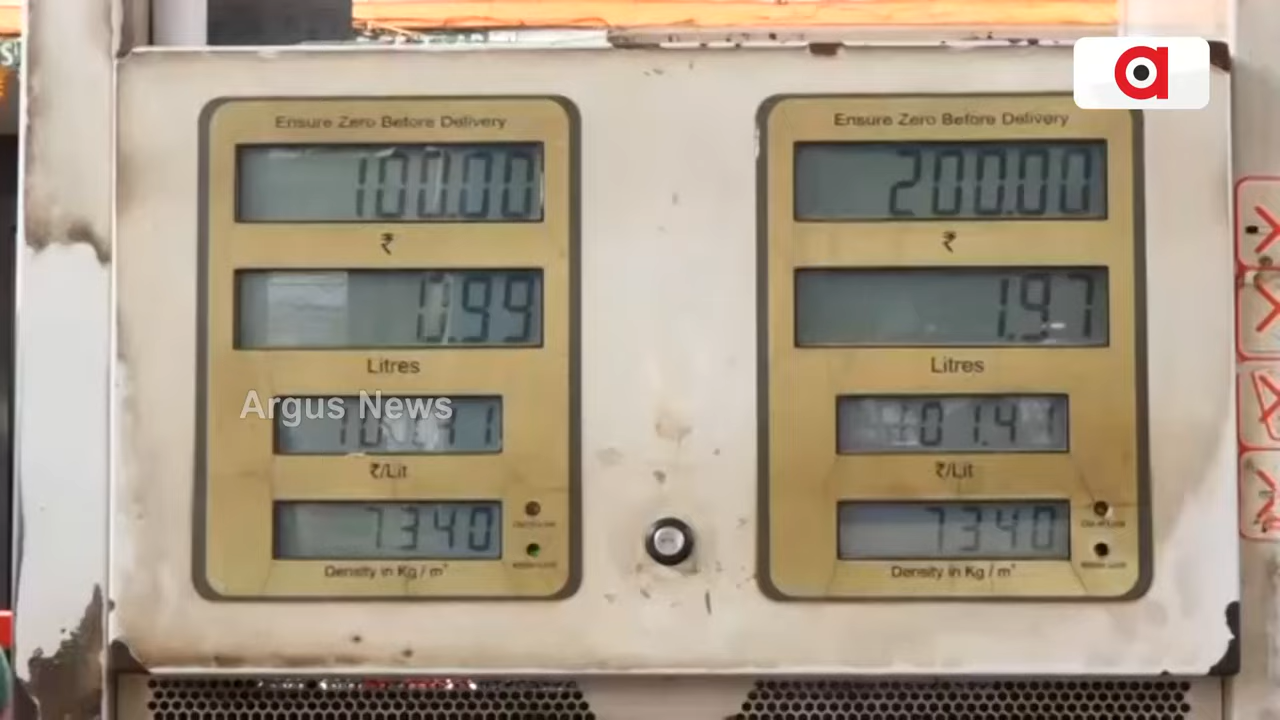 Ensure Zero Before Delivery
100.00
₹
0.99
Litres
Argus News
₹/Lit
7340
Density in Kg / m³
Ensure Zero Before Delivery
200.00
₹
1.97
Litres
101.41
₹/Lit
7340
Density in Kg / m³
a